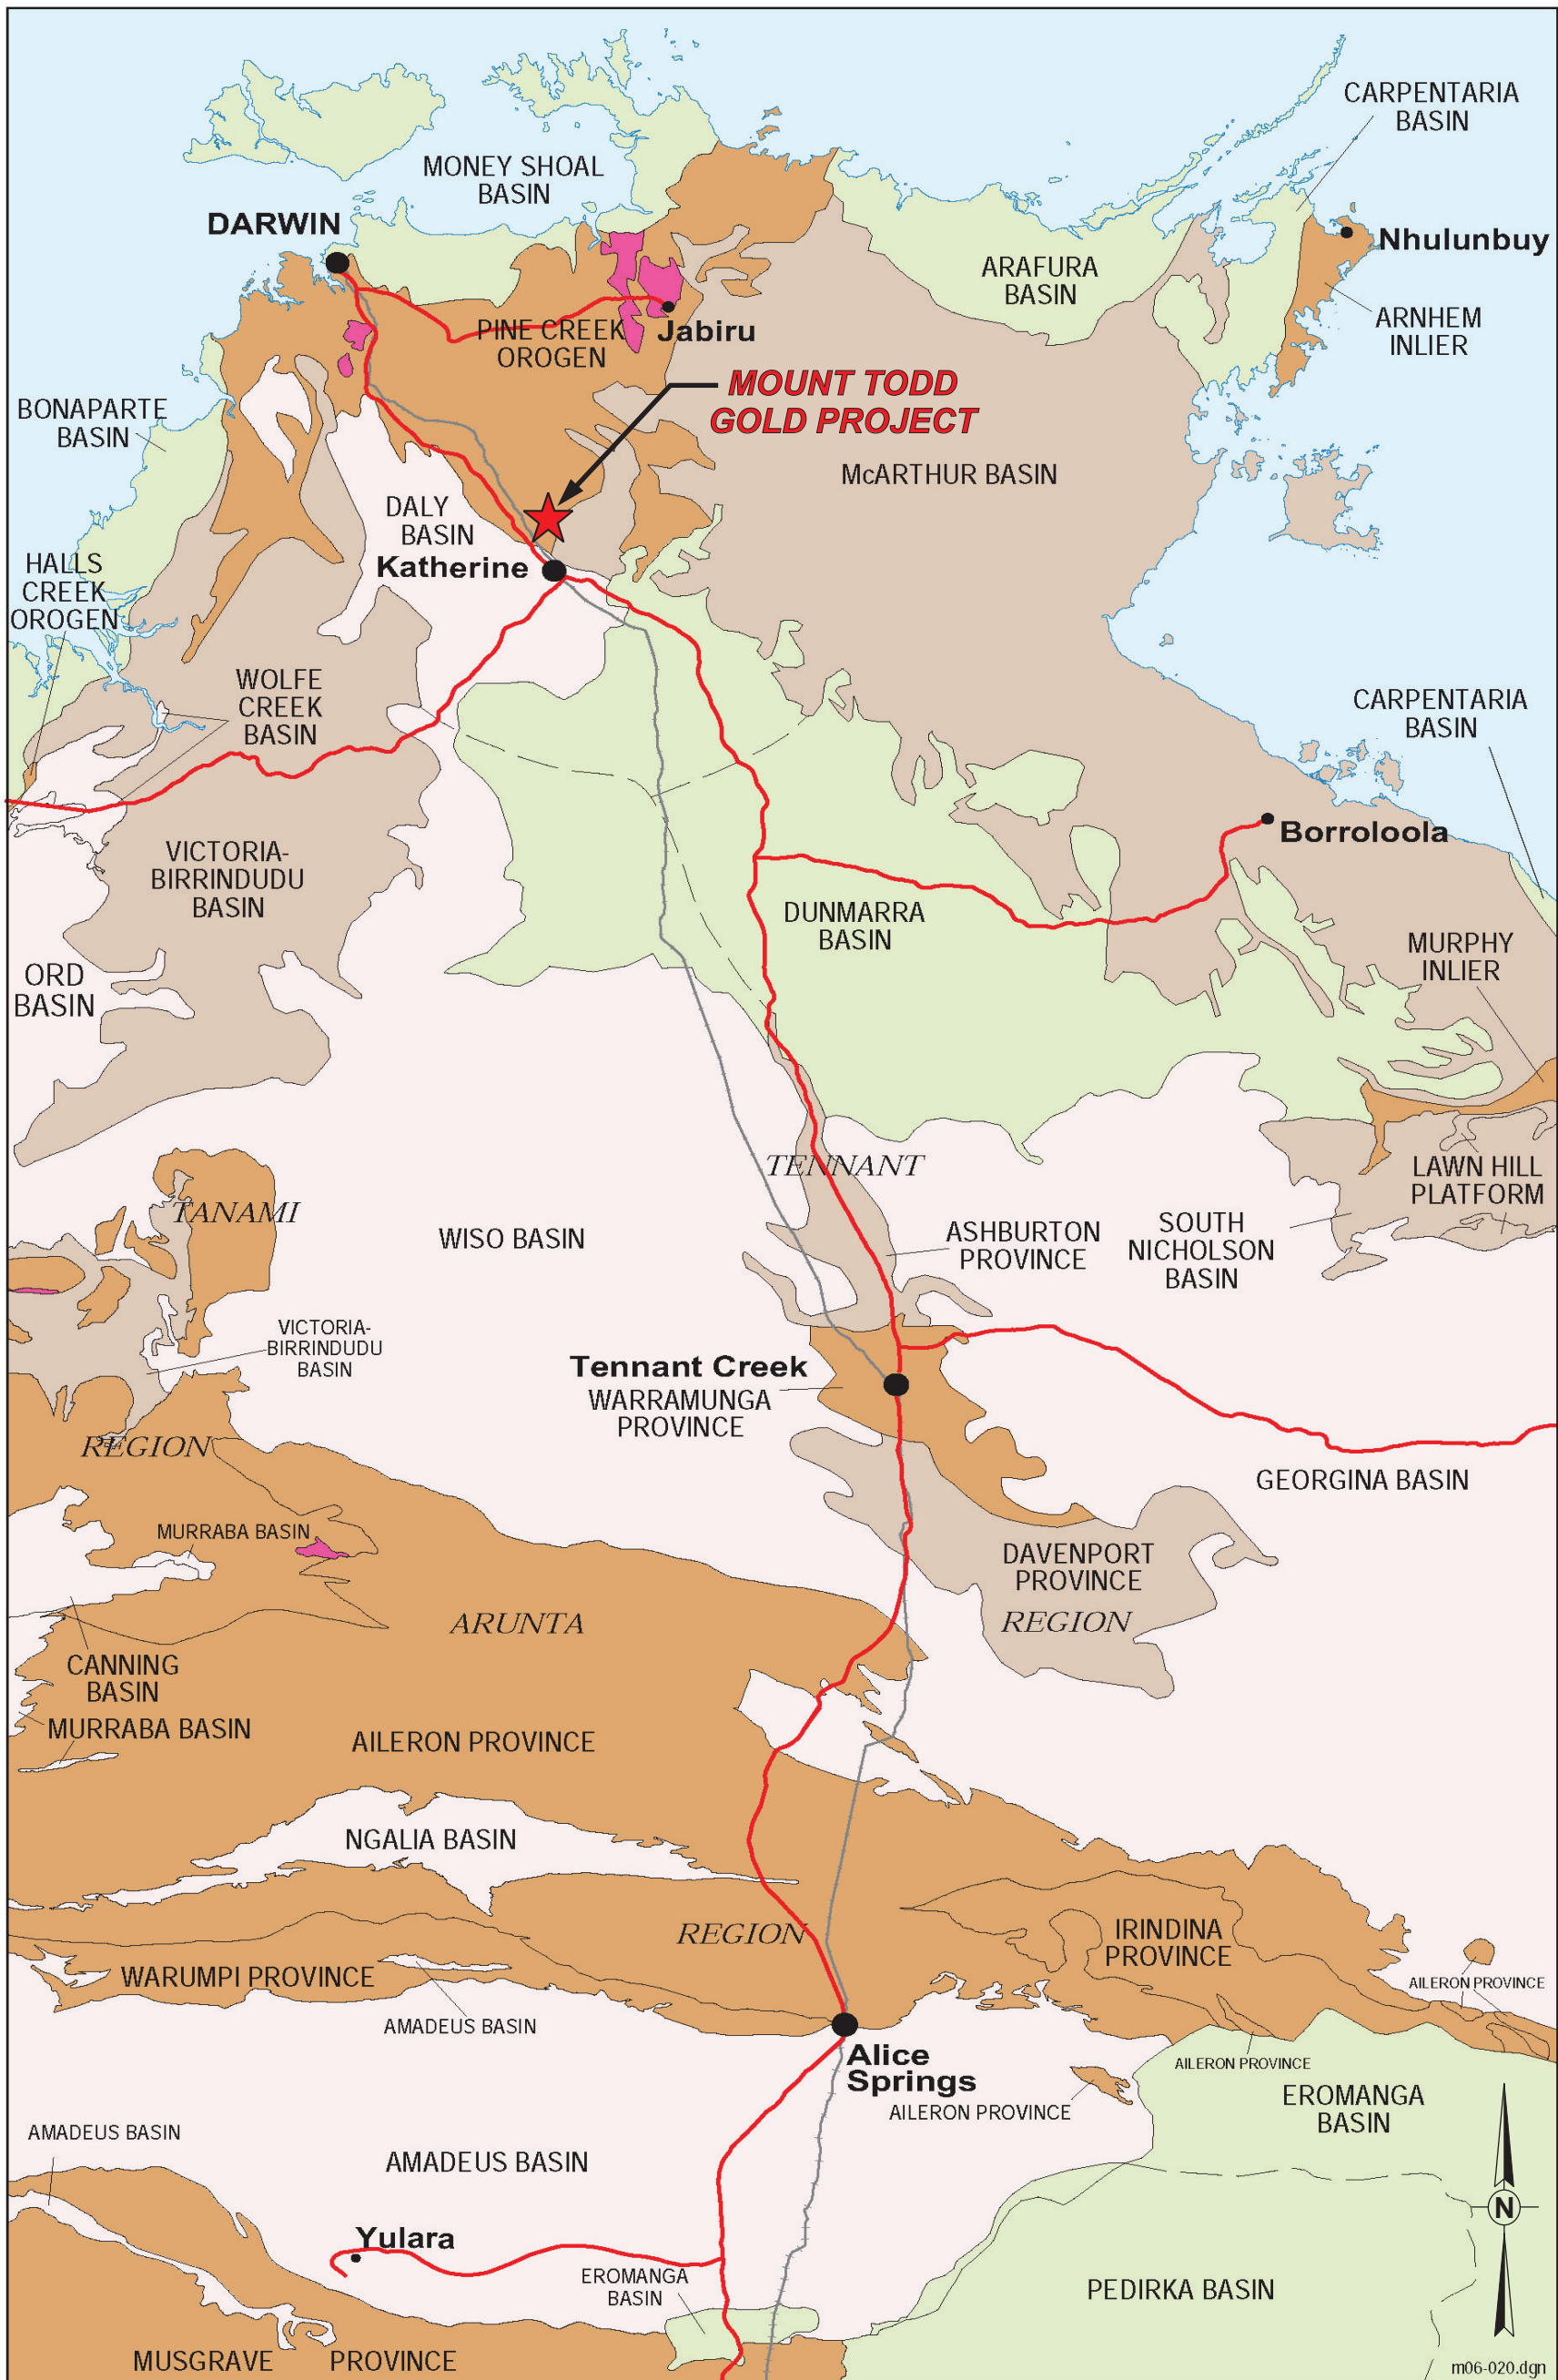 CARPENTARIA
BASIN
MONEY SHOAL
BASIN
DARWIN
Nhulunbuy
ARAFURA
BASIN
ARNHEM
INLIER
PINE CREEK
OROGEN
Jabiru
MOUNT TODD
GOLD PROJECT
BONAPARTE
BASIN
McARTHUR BASIN
DALY
BASIN
Katherine
HALLS
CREEK
OROGEN
WOLFE
CREEK
BASIN
CARPENTARIA
BASIN
Borroloola
VICTORIA-
BIRRINDUDU
BASIN
DUNMARRA
BASIN
MURPHY
INLIER
ORD
BASIN
TENNANT
LAWN HILL
PLATFORM
TANAMI
WISO BASIN
ASHBURTON
PROVINCE
SOUTH
NICHOLSON
BASIN
VICTORIA-
BIRRINDUDU
BASIN
Tennant Creek
WARRAMUNGA
PROVINCE
REGION
GEORGINA BASIN
MURRABA BASIN
DAVENPORT
PROVINCE
REGION
ARUNTA
CANNING
BASIN
MURRABA BASIN
AILERON PROVINCE
NGALIA BASIN
REGION
IRINDINA
PROVINCE
WARUMPI PROVINCE
AILERON PROVINCE
AMADEUS BASIN
Alice
Springs
AILERON PROVINCE
AILERON PROVINCE
EROMANGA
BASIN
AMADEUS BASIN
AMADEUS BASIN
N
Yulara
EROMANGA
BASIN
PEDIRKA BASIN
MUSGRAVE PROVINCE
m06-020.dgn